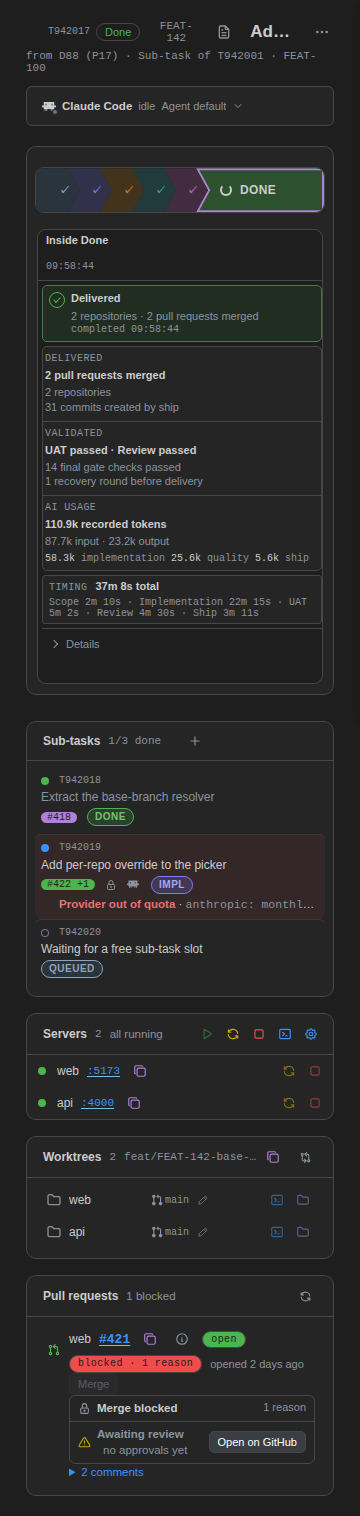 T942017 Done FEAT-142 Ad...
from D88 (P17) · Sub-task of T942001 · FEAT-
100
Claude Code idle Agent default
DONE
Inside Done
09:58:44
Delivered
2 repositories · 2 pull requests merged
completed 09:58:44
DELIVERED
2 pull requests merged
2 repositories
31 commits created by ship
VALIDATED
UAT passed · Review passed
14 final gate checks passed
1 recovery round before delivery
AI USAGE
110.9k recorded tokens
87.7k input · 23.2k output
58.3k implementation 25.6k quality 5.6k ship
TIMING 37m 8s total
Scope 2m 10s · Implementation 22m 15s · UAT
5m 2s · Review 4m 30s · Ship 3m 11s
Details
Sub-tasks 1/3 done
T942018
Extract the base-branch resolver
#418 DONE
T942019
Add per-repo override to the picker
#422 +1 IMPL
Provider out of quota · anthropic: monthl...
T942020
Waiting for a free sub-task slot
QUEUED
Servers 2 all running
web :5173
api :4000
Worktrees 2 feat/FEAT-142-base-...
web main
api main
Pull requests 1 blocked
web #421 open
blocked · 1 reason opened 2 days ago
Merge
Merge blocked 1 reason
Awaiting review
no approvals yet
Open on GitHub
2 comments